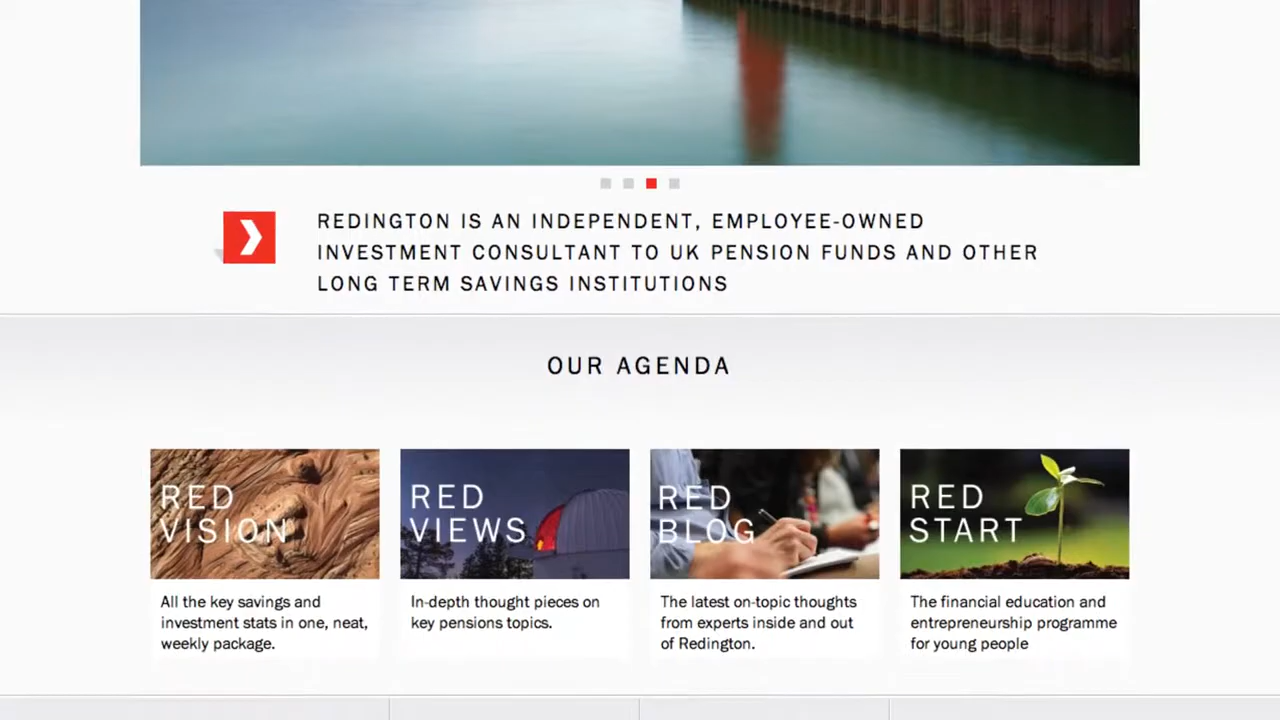 REDINGTON IS AN INDEPENDENT, EMPLOYEE-OWNED
INVESTMENT CONSULTANT TO UK PENSION FUNDS AND OTHER
LONG TERM SAVINGS INSTITUTIONS
OUR AGENDA
RED
VISION
All the key savings and
investment stats in one, neat,
weekly package.
RED
VIEWS
In-depth thought pieces on
key pensions topics.
RED
BLOG
The latest on-topic thoughts
from experts inside and out
of Redington.
RED
START
The financial education and
entrepreneurship programme
for young people